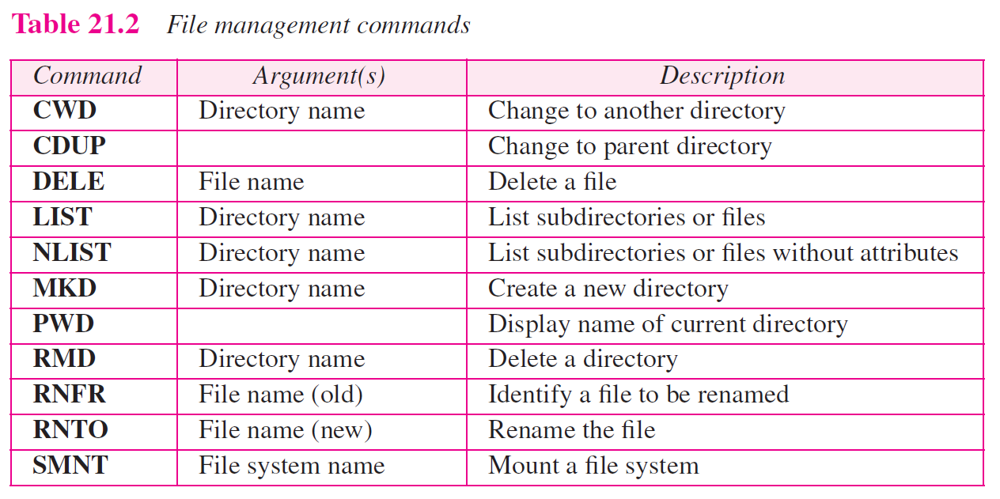 Table 21.2 File management commands
Command Argument(s) Description
CWD Directory name Change to another directory
CDUP Change to parent directory
DELE File name Delete a file
LIST Directory name List subdirectories or files
NLIST Directory name List subdirectories or files without attributes
MKD Directory name Create a new directory
PWD Display name of current directory
RMD Directory name Delete a directory
RNFR File name (old) Identify a file to be renamed
RNTO File name (new) Rename the file
SMNT File system name Mount a file system